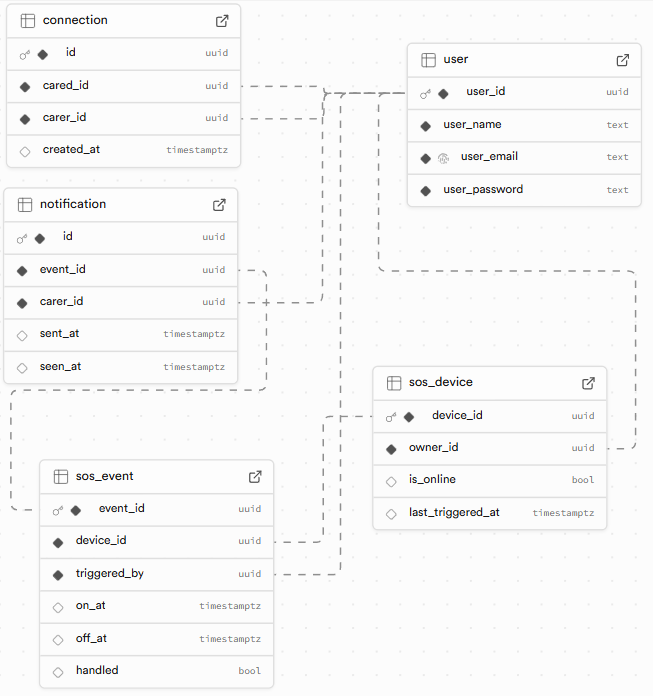 connection
id uuid
cared_id uuid
carer_id uuid
created_at timestamptz
user
user_id uuid
user_name text
user_email text
user_password text
notification
id uuid
event_id uuid
carer_id uuid
sent_at timestamptz
seen_at timestamptz
sos_device
device_id uuid
owner_id uuid
is_online bool
last_triggered_at timestamptz
sos_event
event_id uuid
device_id uuid
triggered_by uuid
on_at timestamptz
off_at timestamptz
handled bool